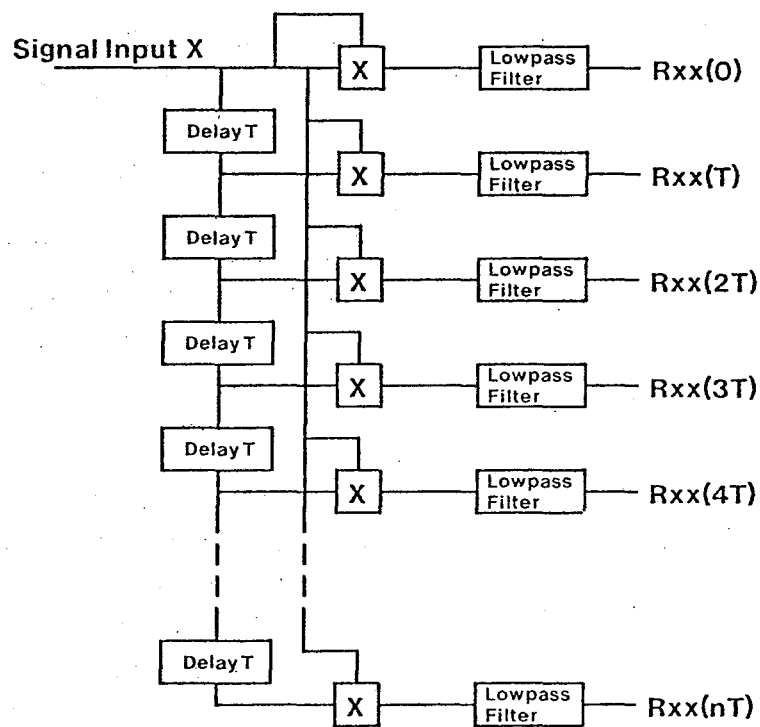 Signal Input X
X
Lowpass
Filter
Rxx(0)
Delay T
X
Lowpass
Filter
Rxx(T)
Delay T
X
Lowpass
Filter
Rxx(2T)
Delay T
X
Lowpass
Filter
Rxx(3T)
Delay T
X
Lowpass
Filter
Rxx(4T)
Delay T
X
Lowpass
Filter
Rxx(nT)